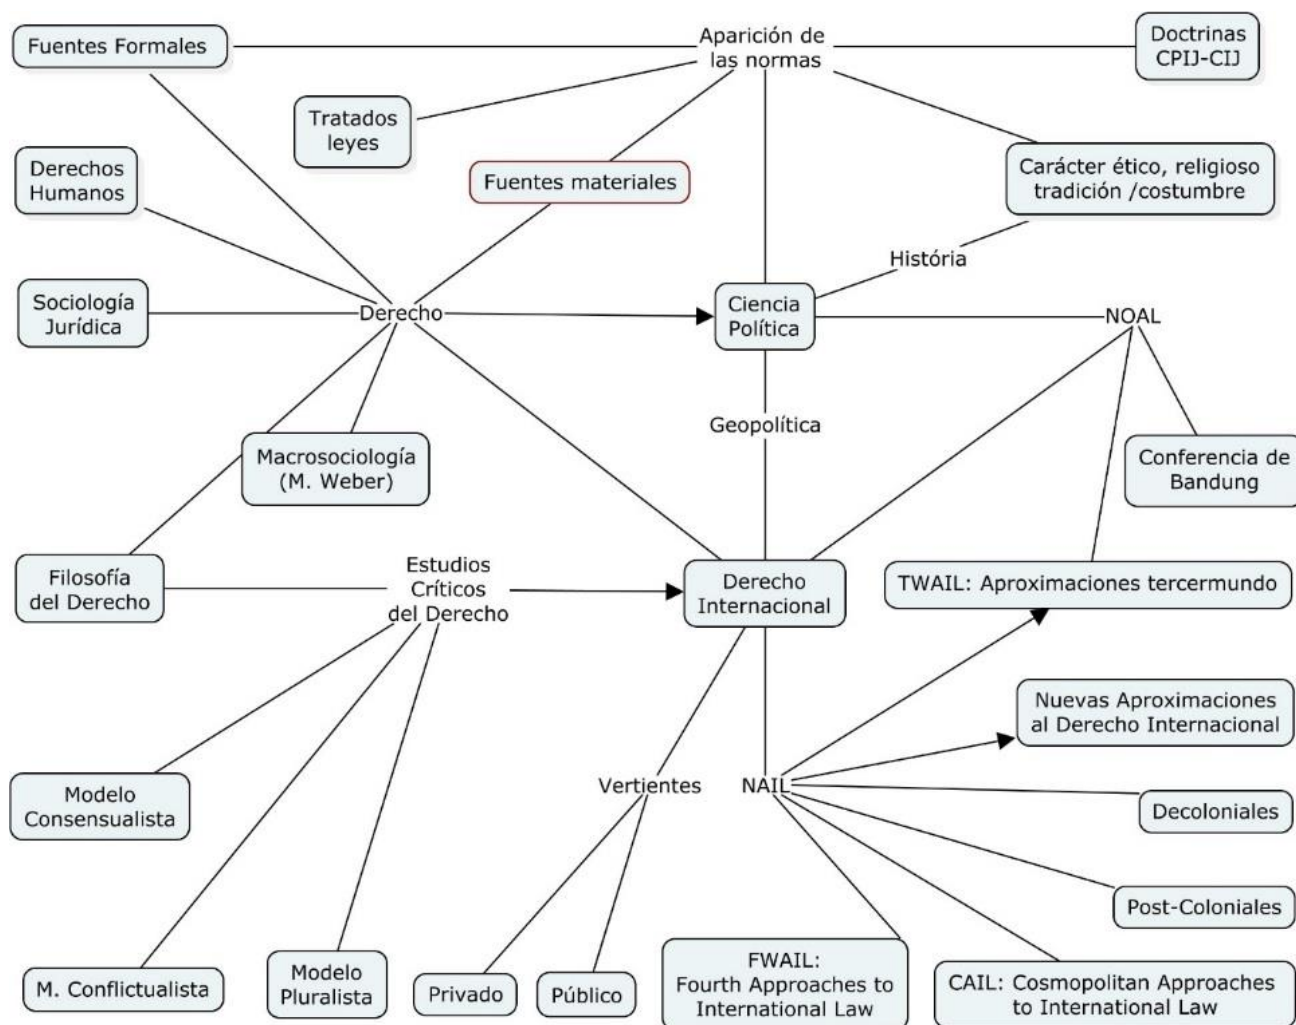 Fuentes Formales
Aparición de
las normas
Doctrinas
CPIJ-CIJ
Tratados
leyes
Derechos
Humanos
Fuentes materiales
Carácter ético, religioso
tradición /costumbre
História
Sociología
Jurídica
Derecho
Ciencia
Política
NOAL
Geopolítica
Macrosociología
(M. Weber)
Conferencia de
Bandung
Filosofía
del Derecho
Estudios
Críticos
del Derecho
Derecho
Internacional
TWAIL: Aproximaciones tercermundo
Nuevas Aproximaciones
al Derecho Internacional
Modelo
Consensualista
Vertientes
NAIL
Decoloniales
Post-Coloniales
M. Conflictualista
Modelo
Pluralista
Privado
Público
FWAIL:
Fourth Approaches to
International Law
CAIL: Cosmopolitan Approaches
to International Law